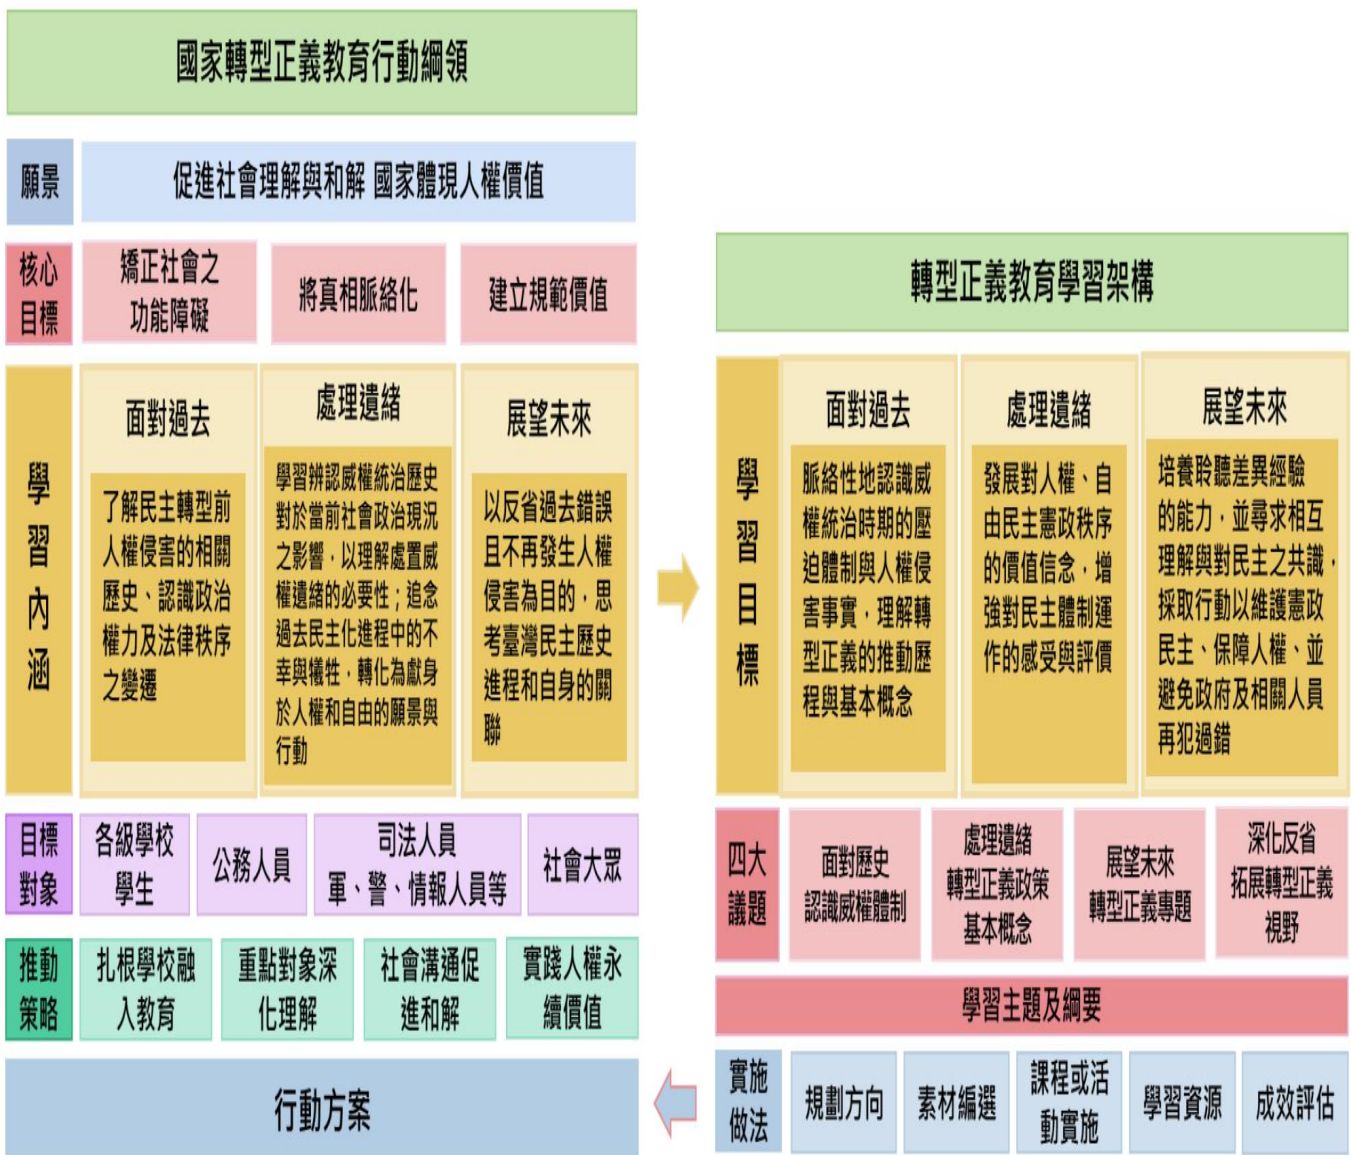 國家轉型正義教育行動綱領
願景
促進社會理解與和解 國家體現人權價值
核心
目標
矯正社會之
功能障礙
將真相脈絡化
建立規範價值
學
習
內
涵
面對過去
了解民主轉型前
人權侵害的相關
歷史、認識政治
權力及法律秩序
之變遷
處理遺緒
學習辨認威權統治歷史
對於當前社會政治現況
之影響，以理解處置威
權遺緒的必要性；追念
過去民主化進程中的不
幸與犧牲，轉化為獻身
於人權和自由的願景與
行動
展望未來
以反省過去錯誤
且不再發生人權
侵害為目的，思
考臺灣民主歷史
進程和自身的關
聯
目標
對象
各級學校
學生
公務人員
司法人員
軍、警、情報人員等
社會大眾
推動
策略
扎根學校融
入教育
重點對象深
化理解
社會溝通促
進和解
實踐人權永
續價值
行動方案
轉型正義教育學習架構
學
習
目
標
面對過去
脈絡性地認識威
權統治時期的壓
迫體制與人權侵
害事實，理解轉
型正義的推動歷
程與基本概念
處理遺緒
發展對人權、自
由民主憲政秩序
的價值信念，增
強對民主體制運
作的感受與評價
展望未來
培養聆聽差異經驗
的能力，並尋求相互
理解與對民主之共識，
採取行動以維護憲政
民主、保障人權、並
避免政府及相關人員
再犯過錯
四大
議題
面對歷史
認識威權體制
處理遺緒
轉型正義政策
基本概念
展望未來
轉型正義專題
深化反省
拓展轉型正義
視野
學習主題及綱要
實施
做法
規劃方向
素材編選
課程或活
動實施
學習資源
成效評估